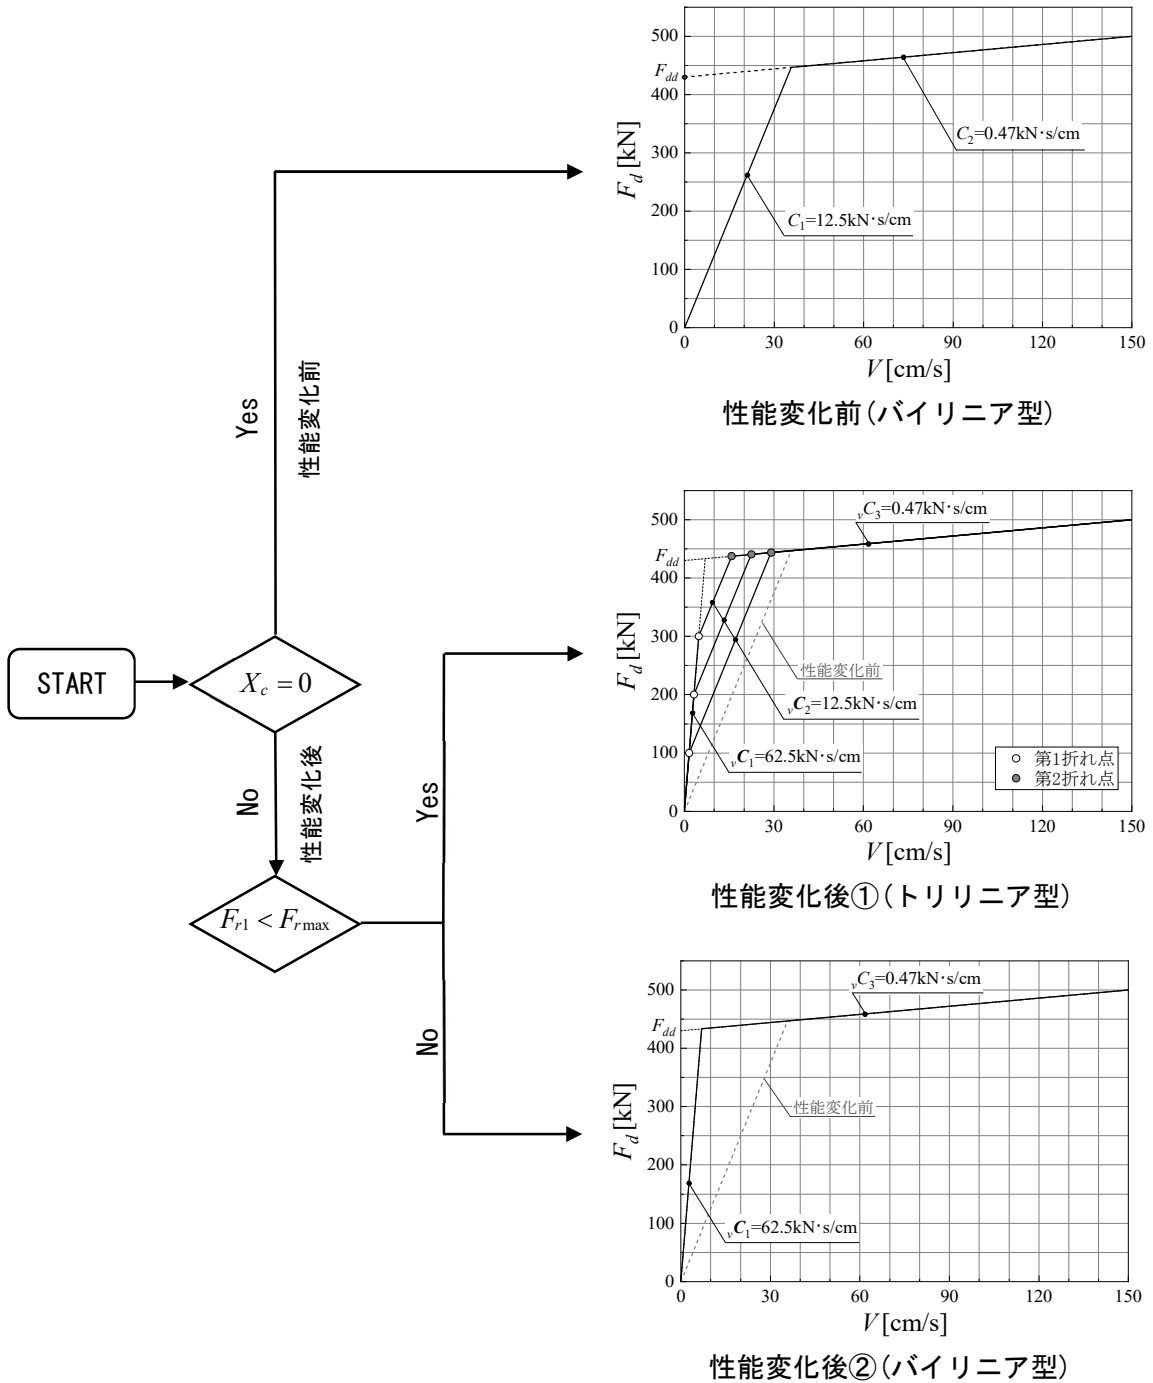 500
F_dd
400
300
200
100
0
F_d [kN]
C_2=0.47kN·s/cm
C_1=12.5kN·s/cm
0 30 60 90 120 150
V [cm/s]
性能変化前(バイリニア型)
Yes
性能変化前
START
X_c = 0
No
性能変化後
F_r1 < F_rmax
Yes
No
500
F_dd
400
300
200
100
0
F_d [kN]
vC_3=0.47kN·s/cm
性能変化前
vC_2=12.5kN·s/cm
vC_1=62.5kN·s/cm
第1折れ点
第2折れ点
0 30 60 90 120 150
V [cm/s]
性能変化後①(トリリニア型)
500
F_dd
400
300
200
100
0
F_d [kN]
vC_3=0.47kN·s/cm
性能変化前
vC_1=62.5kN·s/cm
0 30 60 90 120 150
V [cm/s]
性能変化後②(バイリニア型)